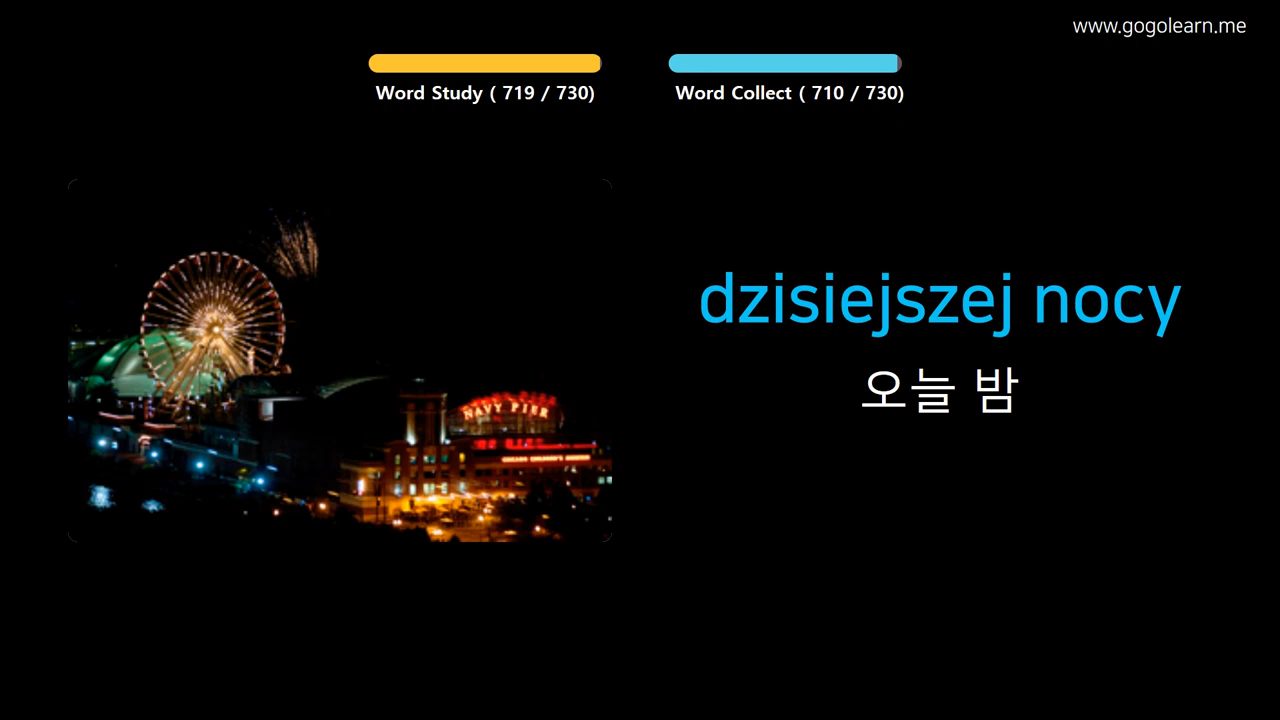 www.gogolearn.me
Word Study ( 719 / 730)
Word Collect ( 710 / 730)
dzisiejszej nocy
오늘 밤
NAVY PIER